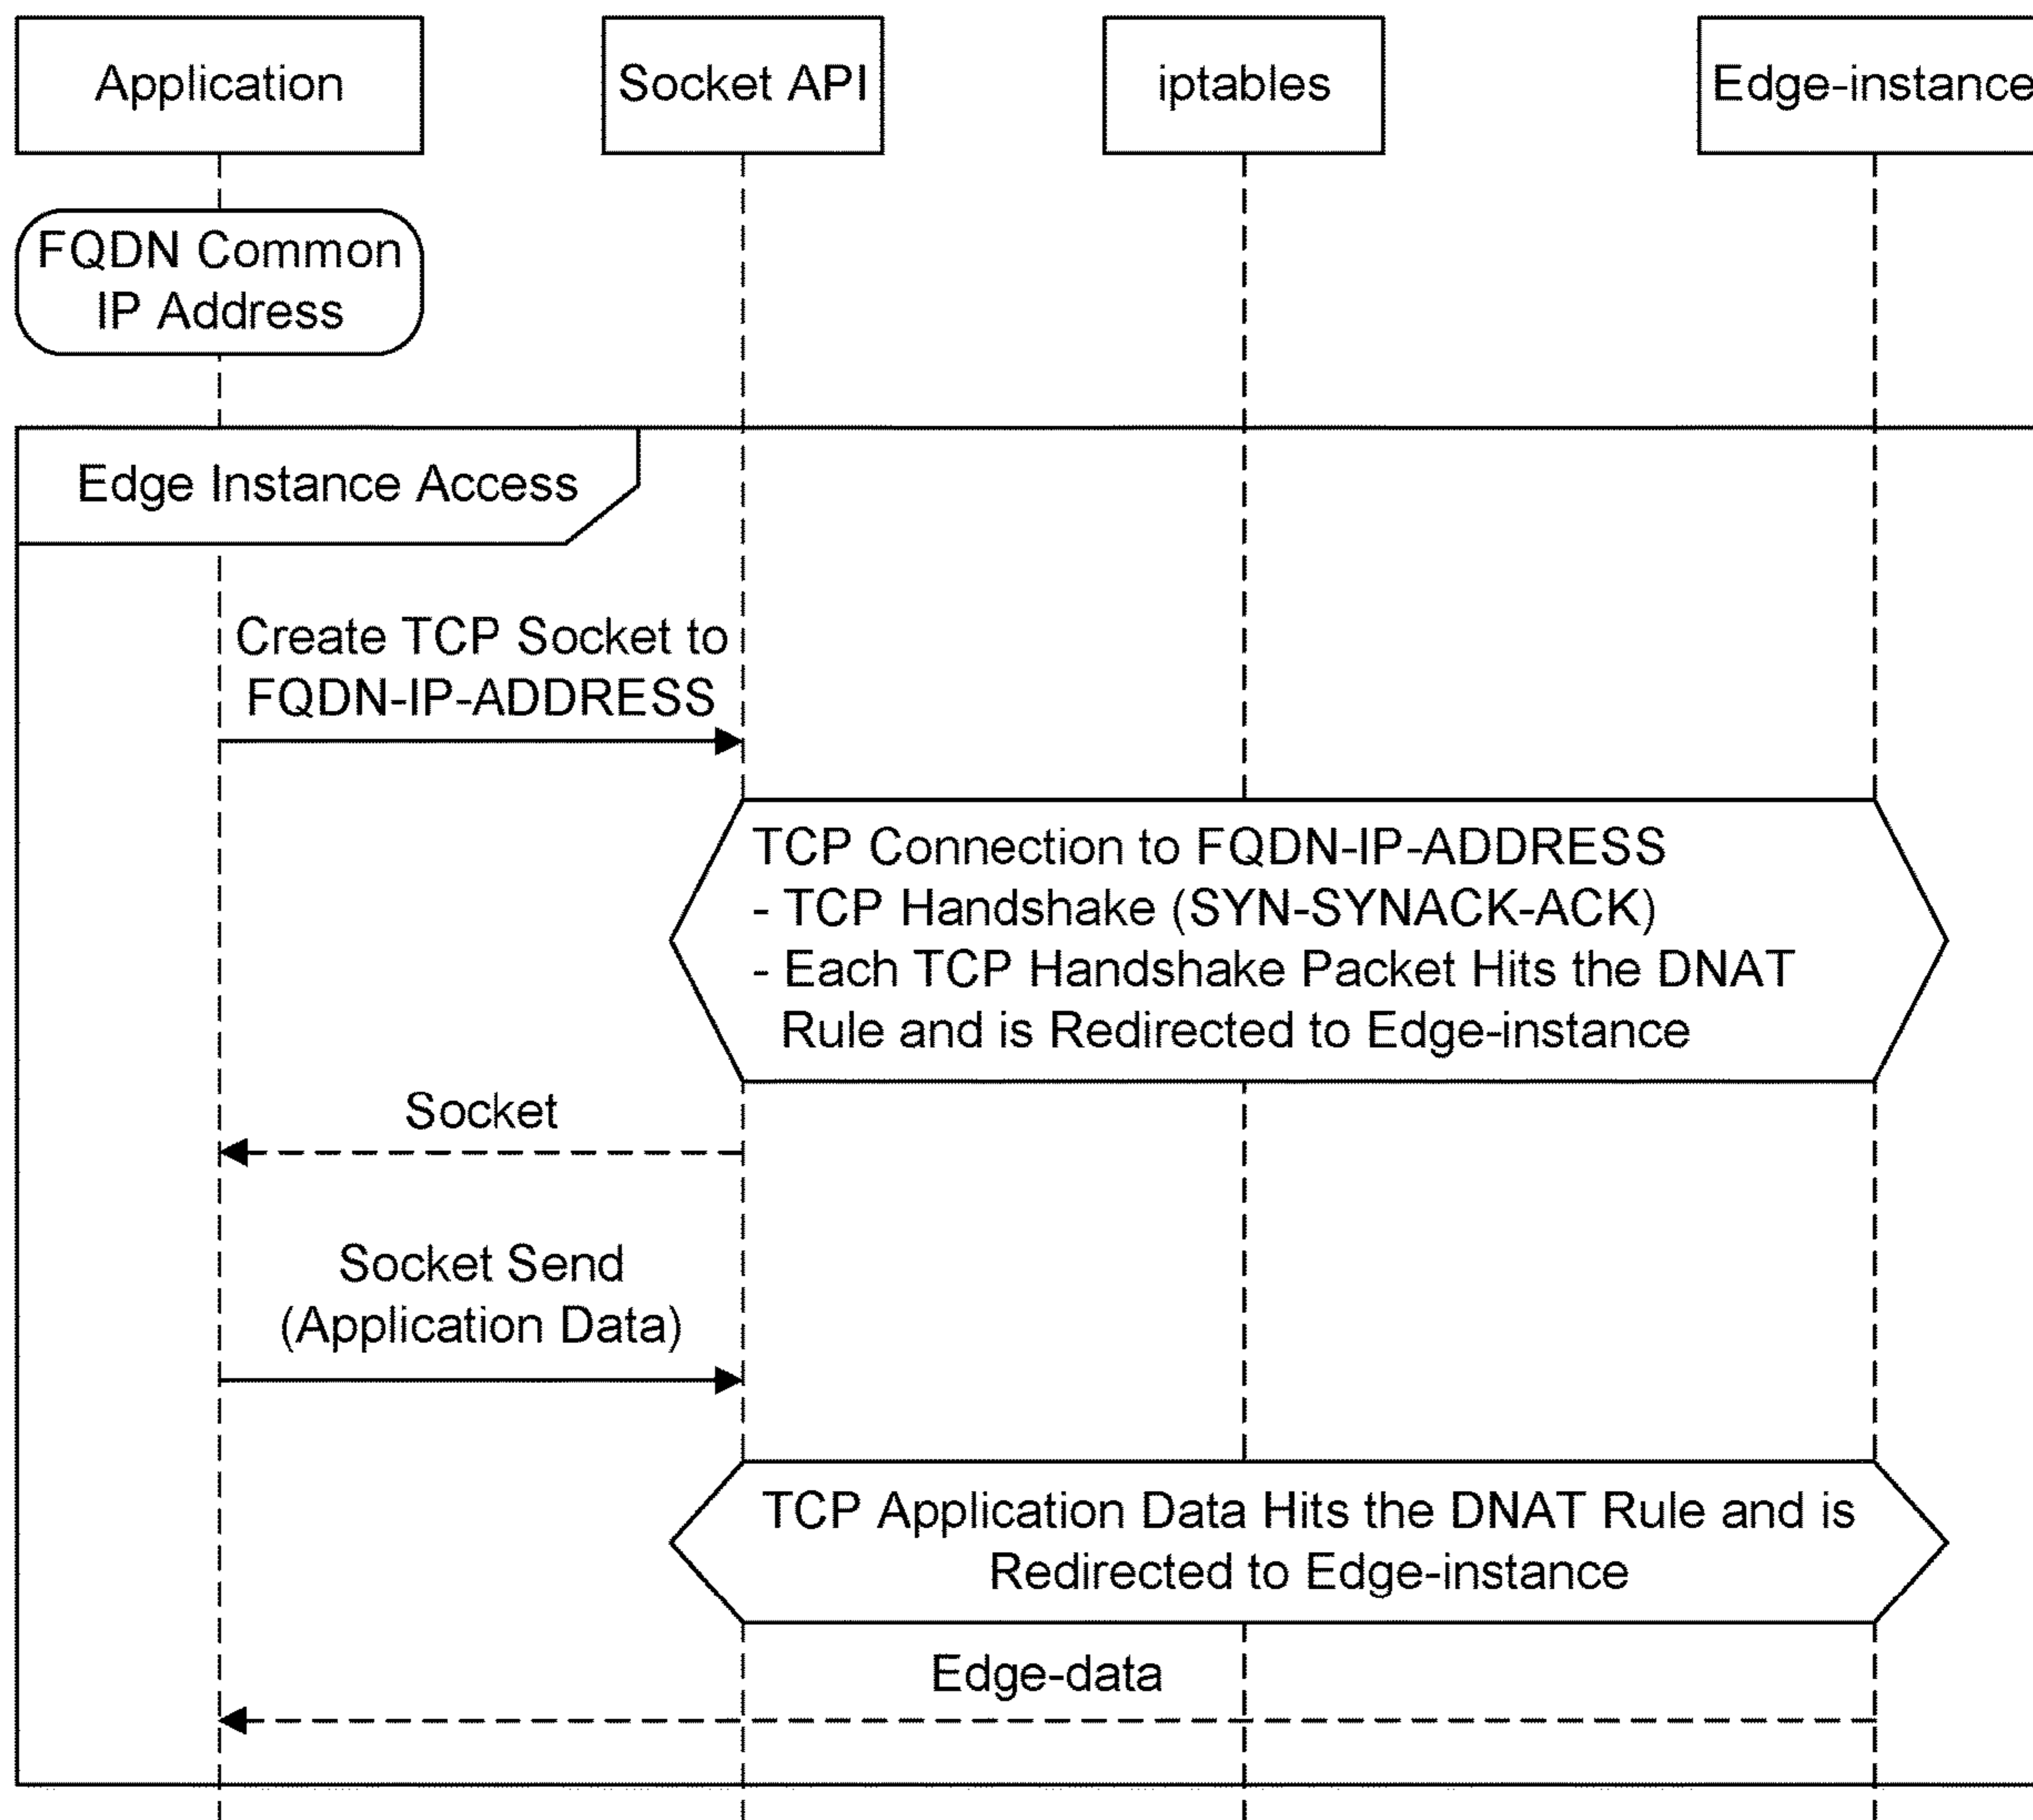 Application
Socket API
iptables
Edge-instance
FQDN Common
IP Address
Edge Instance Access
Create TCP Socket to
FQDN-IP-ADDRESS
TCP Connection to FQDN-IP-ADDRESS
- TCP Handshake (SYN-SYNACK-ACK)
- Each TCP Handshake Packet Hits the DNAT
Rule and is Redirected to Edge-instance
Socket
Socket Send
(Application Data)
TCP Application Data Hits the DNAT Rule and is
Redirected to Edge-instance
Edge-data